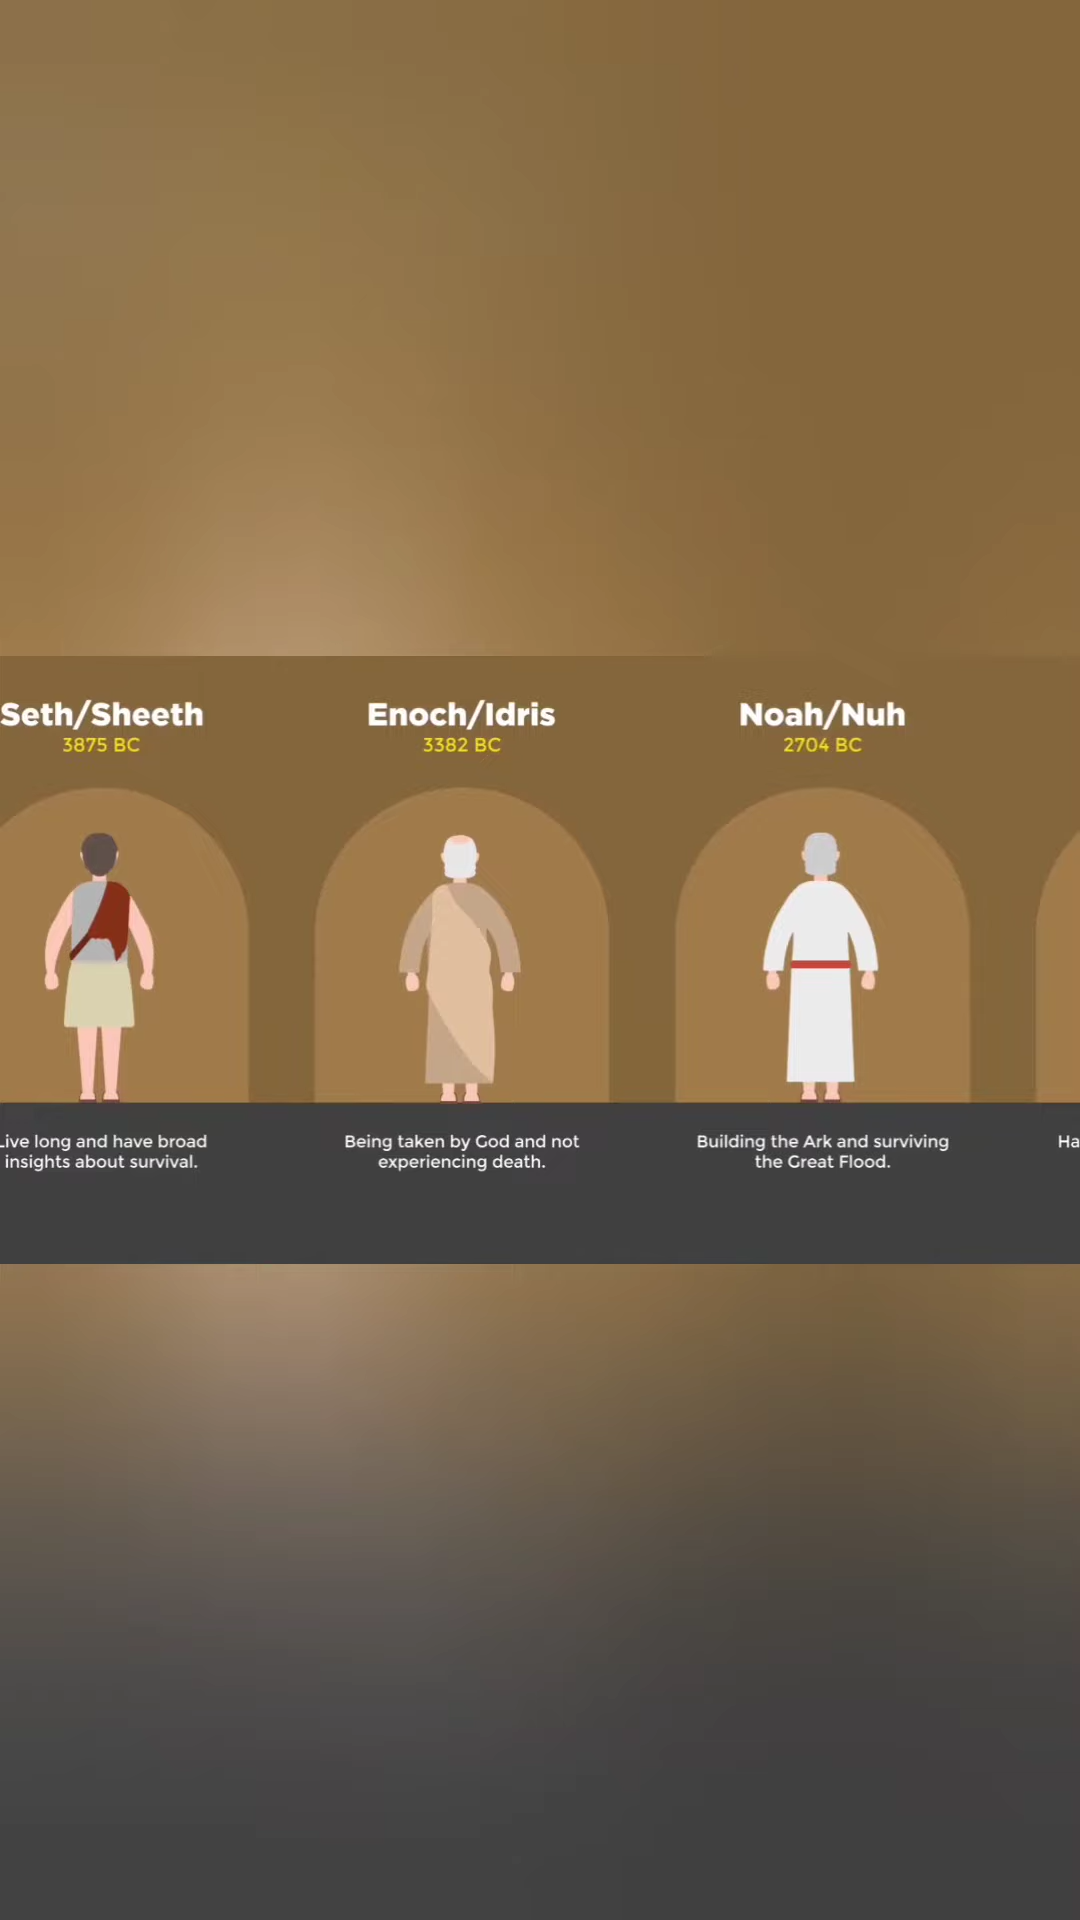 Seth/Sheeth
3875 BC
Live long and have broad
insights about survival.
Enoch/Idris
3382 BC
Being taken by God and not
experiencing death.
Noah/Nuh
2704 BC
Building the Ark and surviving
the Great Flood.